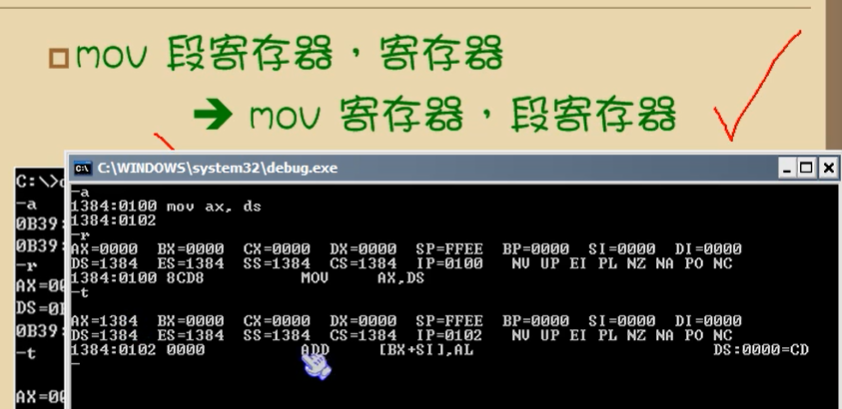 mov 段寄存器，寄存器
➔ mov 寄存器，段寄存器
C:\WINDOWS\system32\debug.exe
-a
1384:0100 mov ax, ds
1384:0102
-r
AX=0000 BX=0000 CX=0000 DX=0000 SP=FFEE BP=0000 SI=0000 DI=0000
DS=1384 ES=1384 SS=1384 CS=1384 IP=0100 NV UP EI PL NZ NA PO NC
1384:0100 8CD8 MOV AX,DS
-t
AX=1384 BX=0000 CX=0000 DX=0000 SP=FFEE BP=0000 SI=0000 DI=0000
DS=1384 ES=1384 SS=1384 CS=1384 IP=0102 NV UP EI PL NZ NA PO NC
1384:0102 0000 ADD [BX+SI],AL DS:0000=CD
-
C:\>
-a
0B39:
0B39:
-r
AX=0
DS=0
0B39:
-t
AX=0